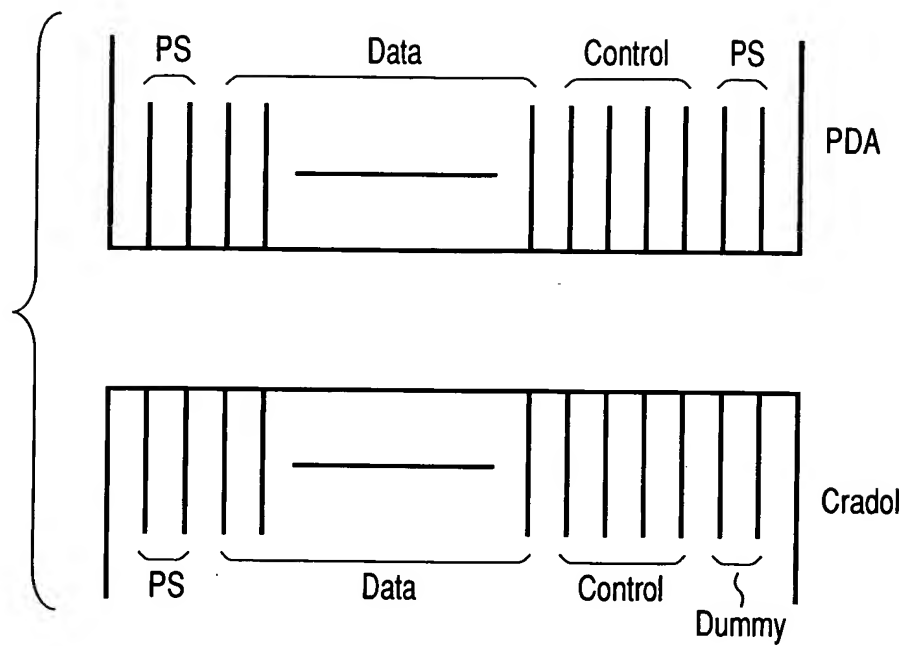 PS Data Control PS
PDA
Cradol
PS Data Control
Dummy